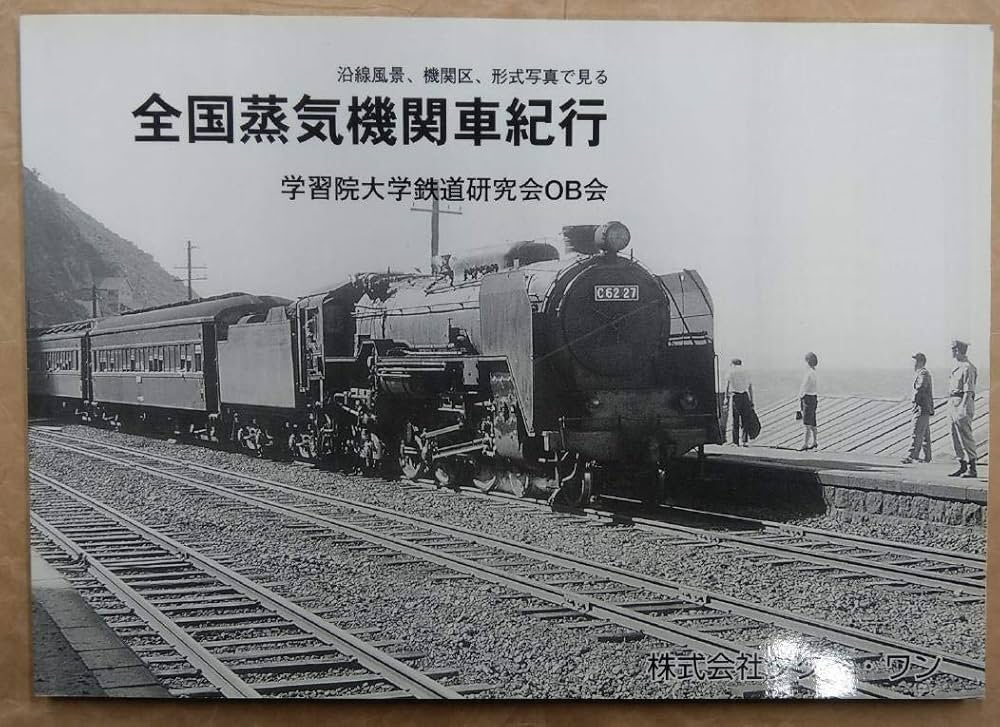 沿線風景、機関区、形式写真で見る
全国蒸気機関車紀行
学習院大学鉄道研究会OB会
C62 27
株式会社 ・ワン